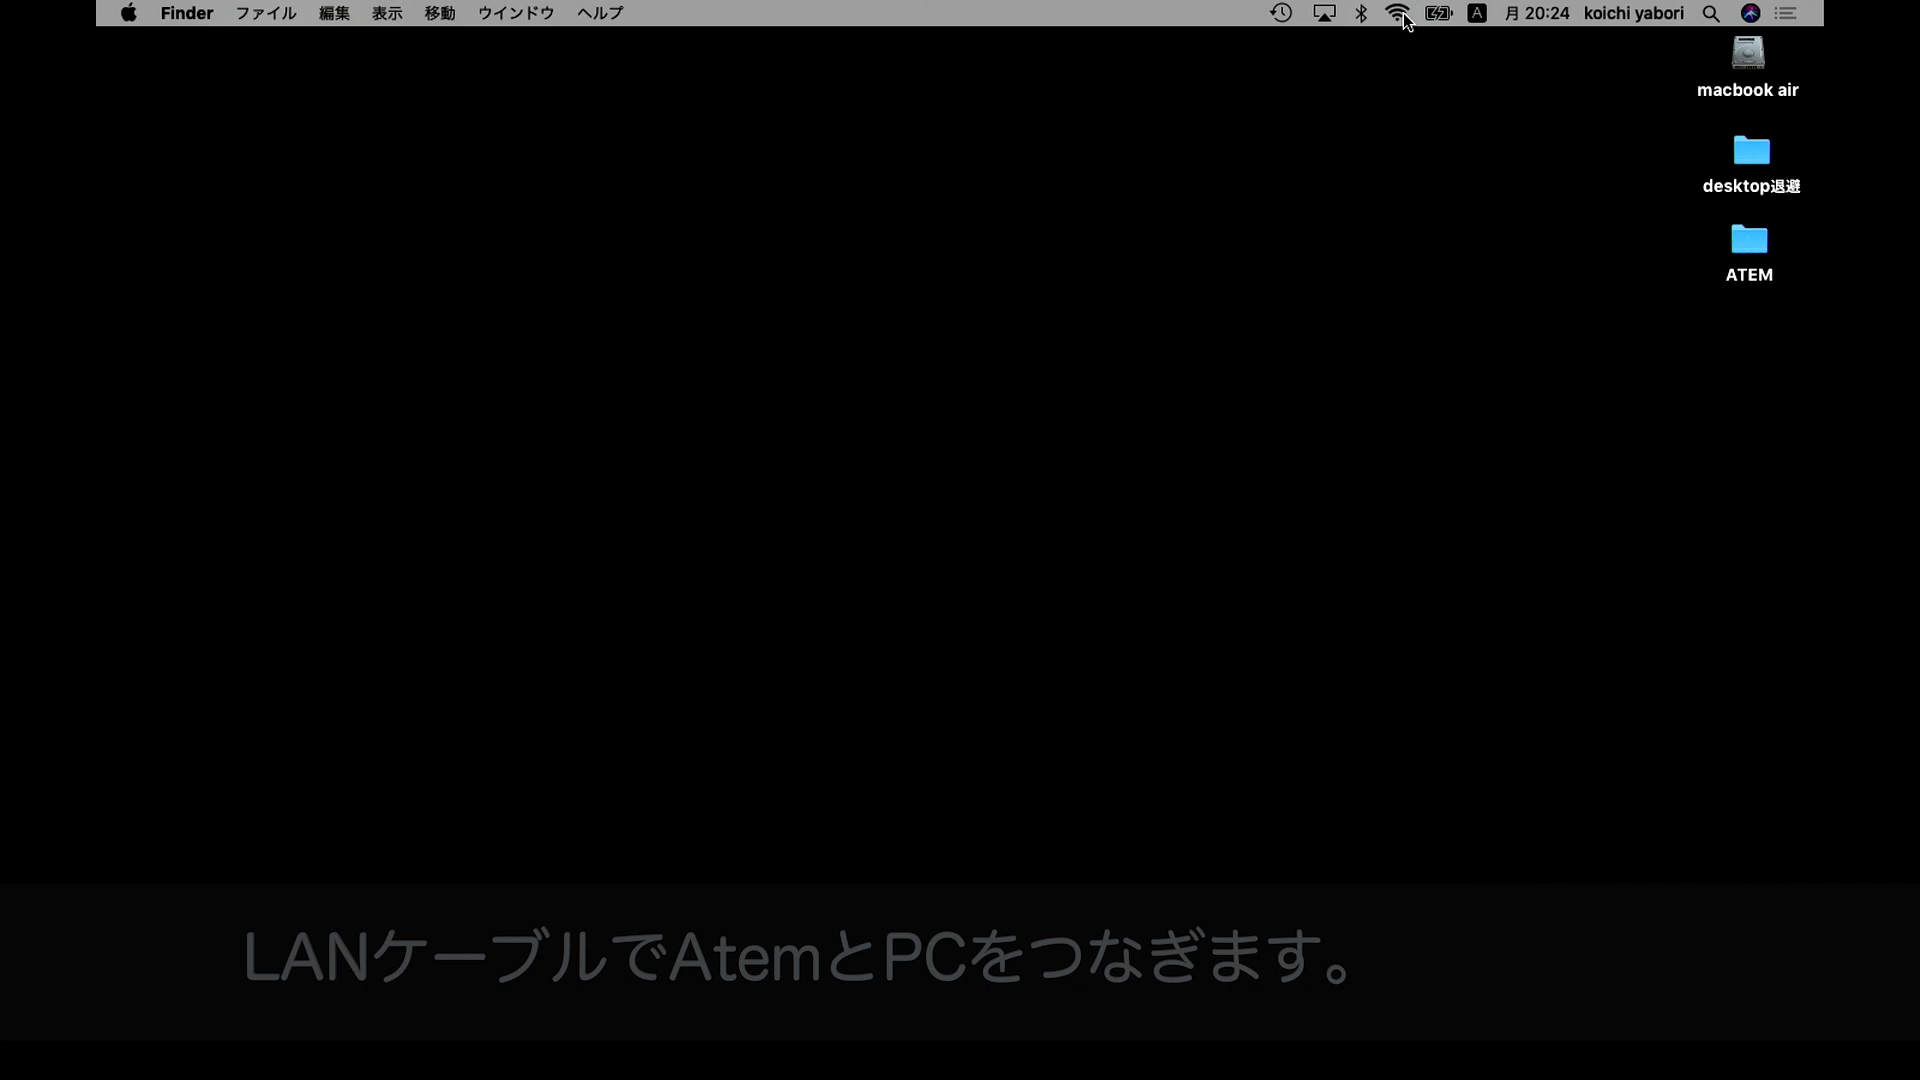 Finder ファイル 編集 表示 移動 ウインドウ ヘルプ A 月 20:24 koichi yabori
macbook air
desktop退避
ATEM
LANケーブルでAtemとPCをつなぎます。